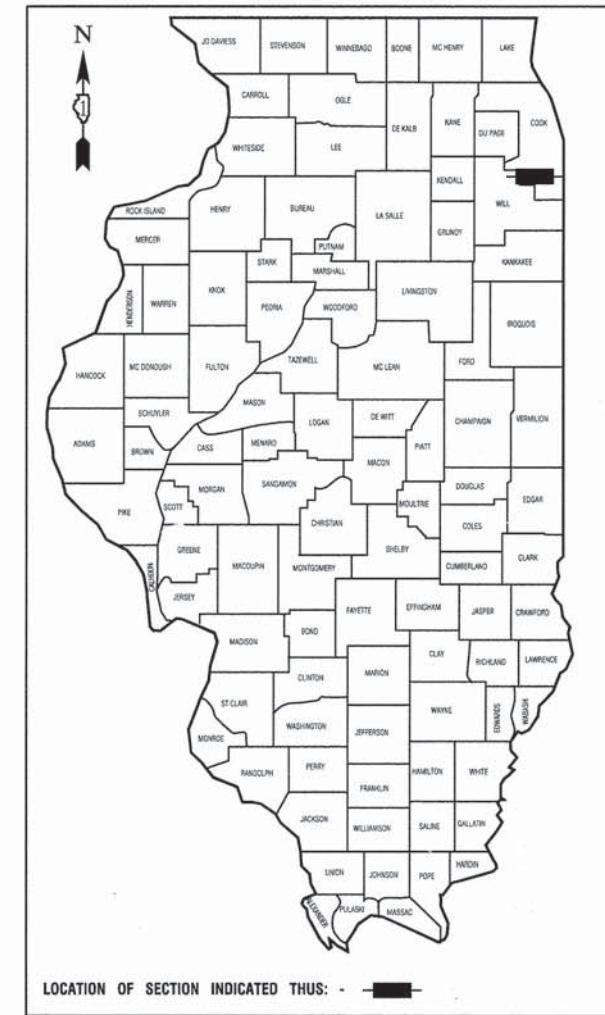 N
JO DAVIESS STEVENSON WINNEBAGO BOONE MC HENRY LAKE
CARROLL OGLE DE KALB KANE DU PAGE COOK
WHITESIDE LEE
KENDALL WILL
ROCK ISLAND HENRY BUREAU LA SALLE GRUNDY
MERCER PUTNAM
STARK MARSHALL KANKAKEE
HENDERSON WARREN KNOX PEORIA WOODFORD LIVINGSTON IROQUOIS
HANCOCK MC DONOUSH FULTON TAZEWELL MC LEAN FORD
SCHUYLER MASON LOGAN DE WITT CHAMPAIGN VERMILION
ADAMS BROWN CASS MENARD MACON PIATT
PIKE SCOTT MORGAN SANGAMON CHRISTIAN MOULTRIE DOUGLAS EDGAR
COLES
CALHOUN GREENE MACOUPIN MONTGOMERY SHELBY CUMBERLAND CLARK
JERSEY FAYETTE EFFINGHAM JASPER CRAWFORD
MADISON BOND CLAY RICHLAND LAWRENCE
CLINTON MARION
ST CLAIR WAYNE EDWARDS WABASH
MONROE WASHINGTON JEFFERSON
RANDOLPH PERRY FRANKLIN HAMILTON WHITE
JACKSON WILLIAMSON SALINE GALLATIN
UNION JOHNSON POPE HARDIN
ALEXANDER PULASKI MASSAC
LOCATION OF SECTION INDICATED THUS: -